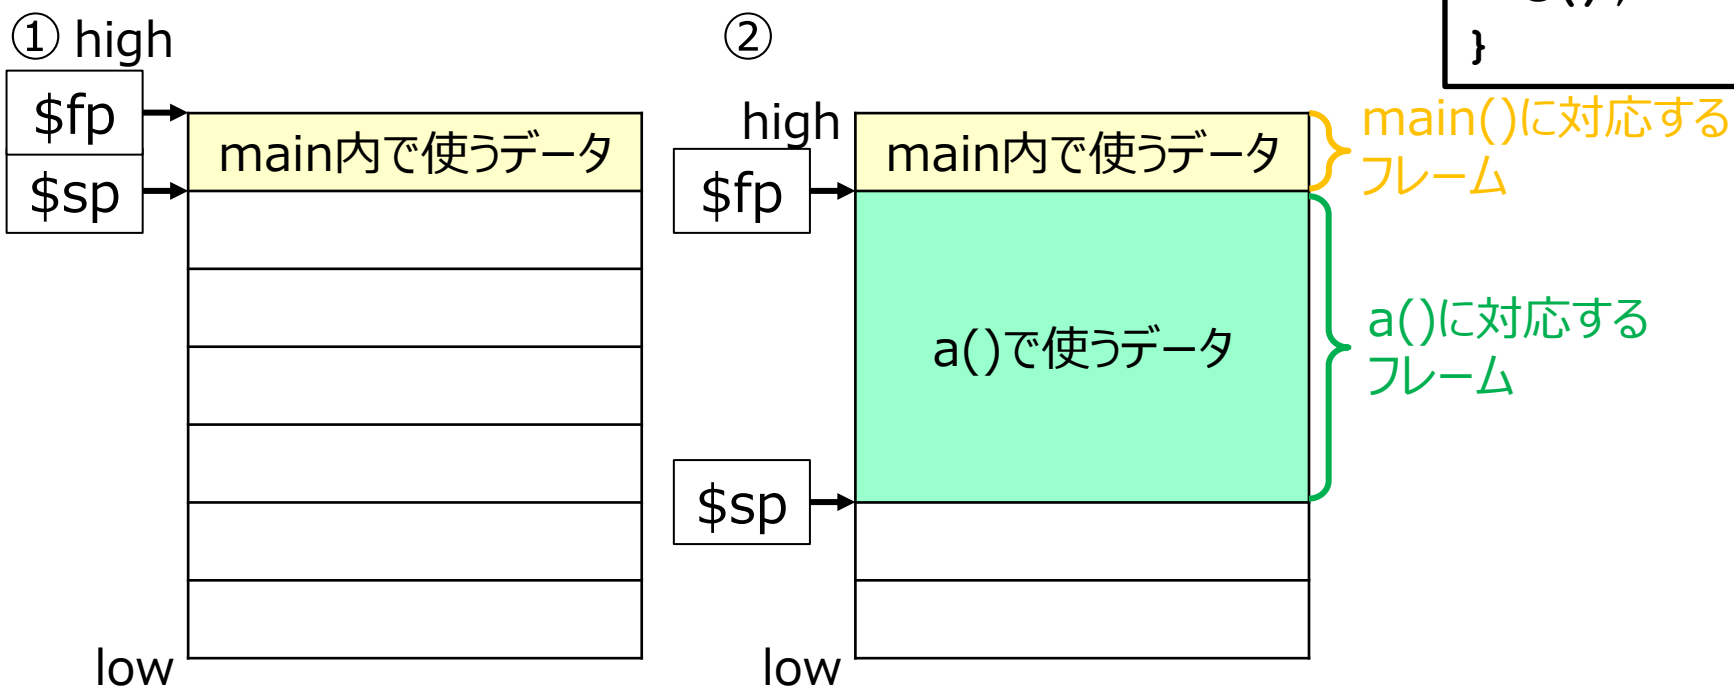 ① high
$fp
$sp
main内で使うデータ
low
②
high
$fp
$sp
main内で使うデータ
a()で使うデータ
low
}
main()に対応する
フレーム
a()に対応する
フレーム